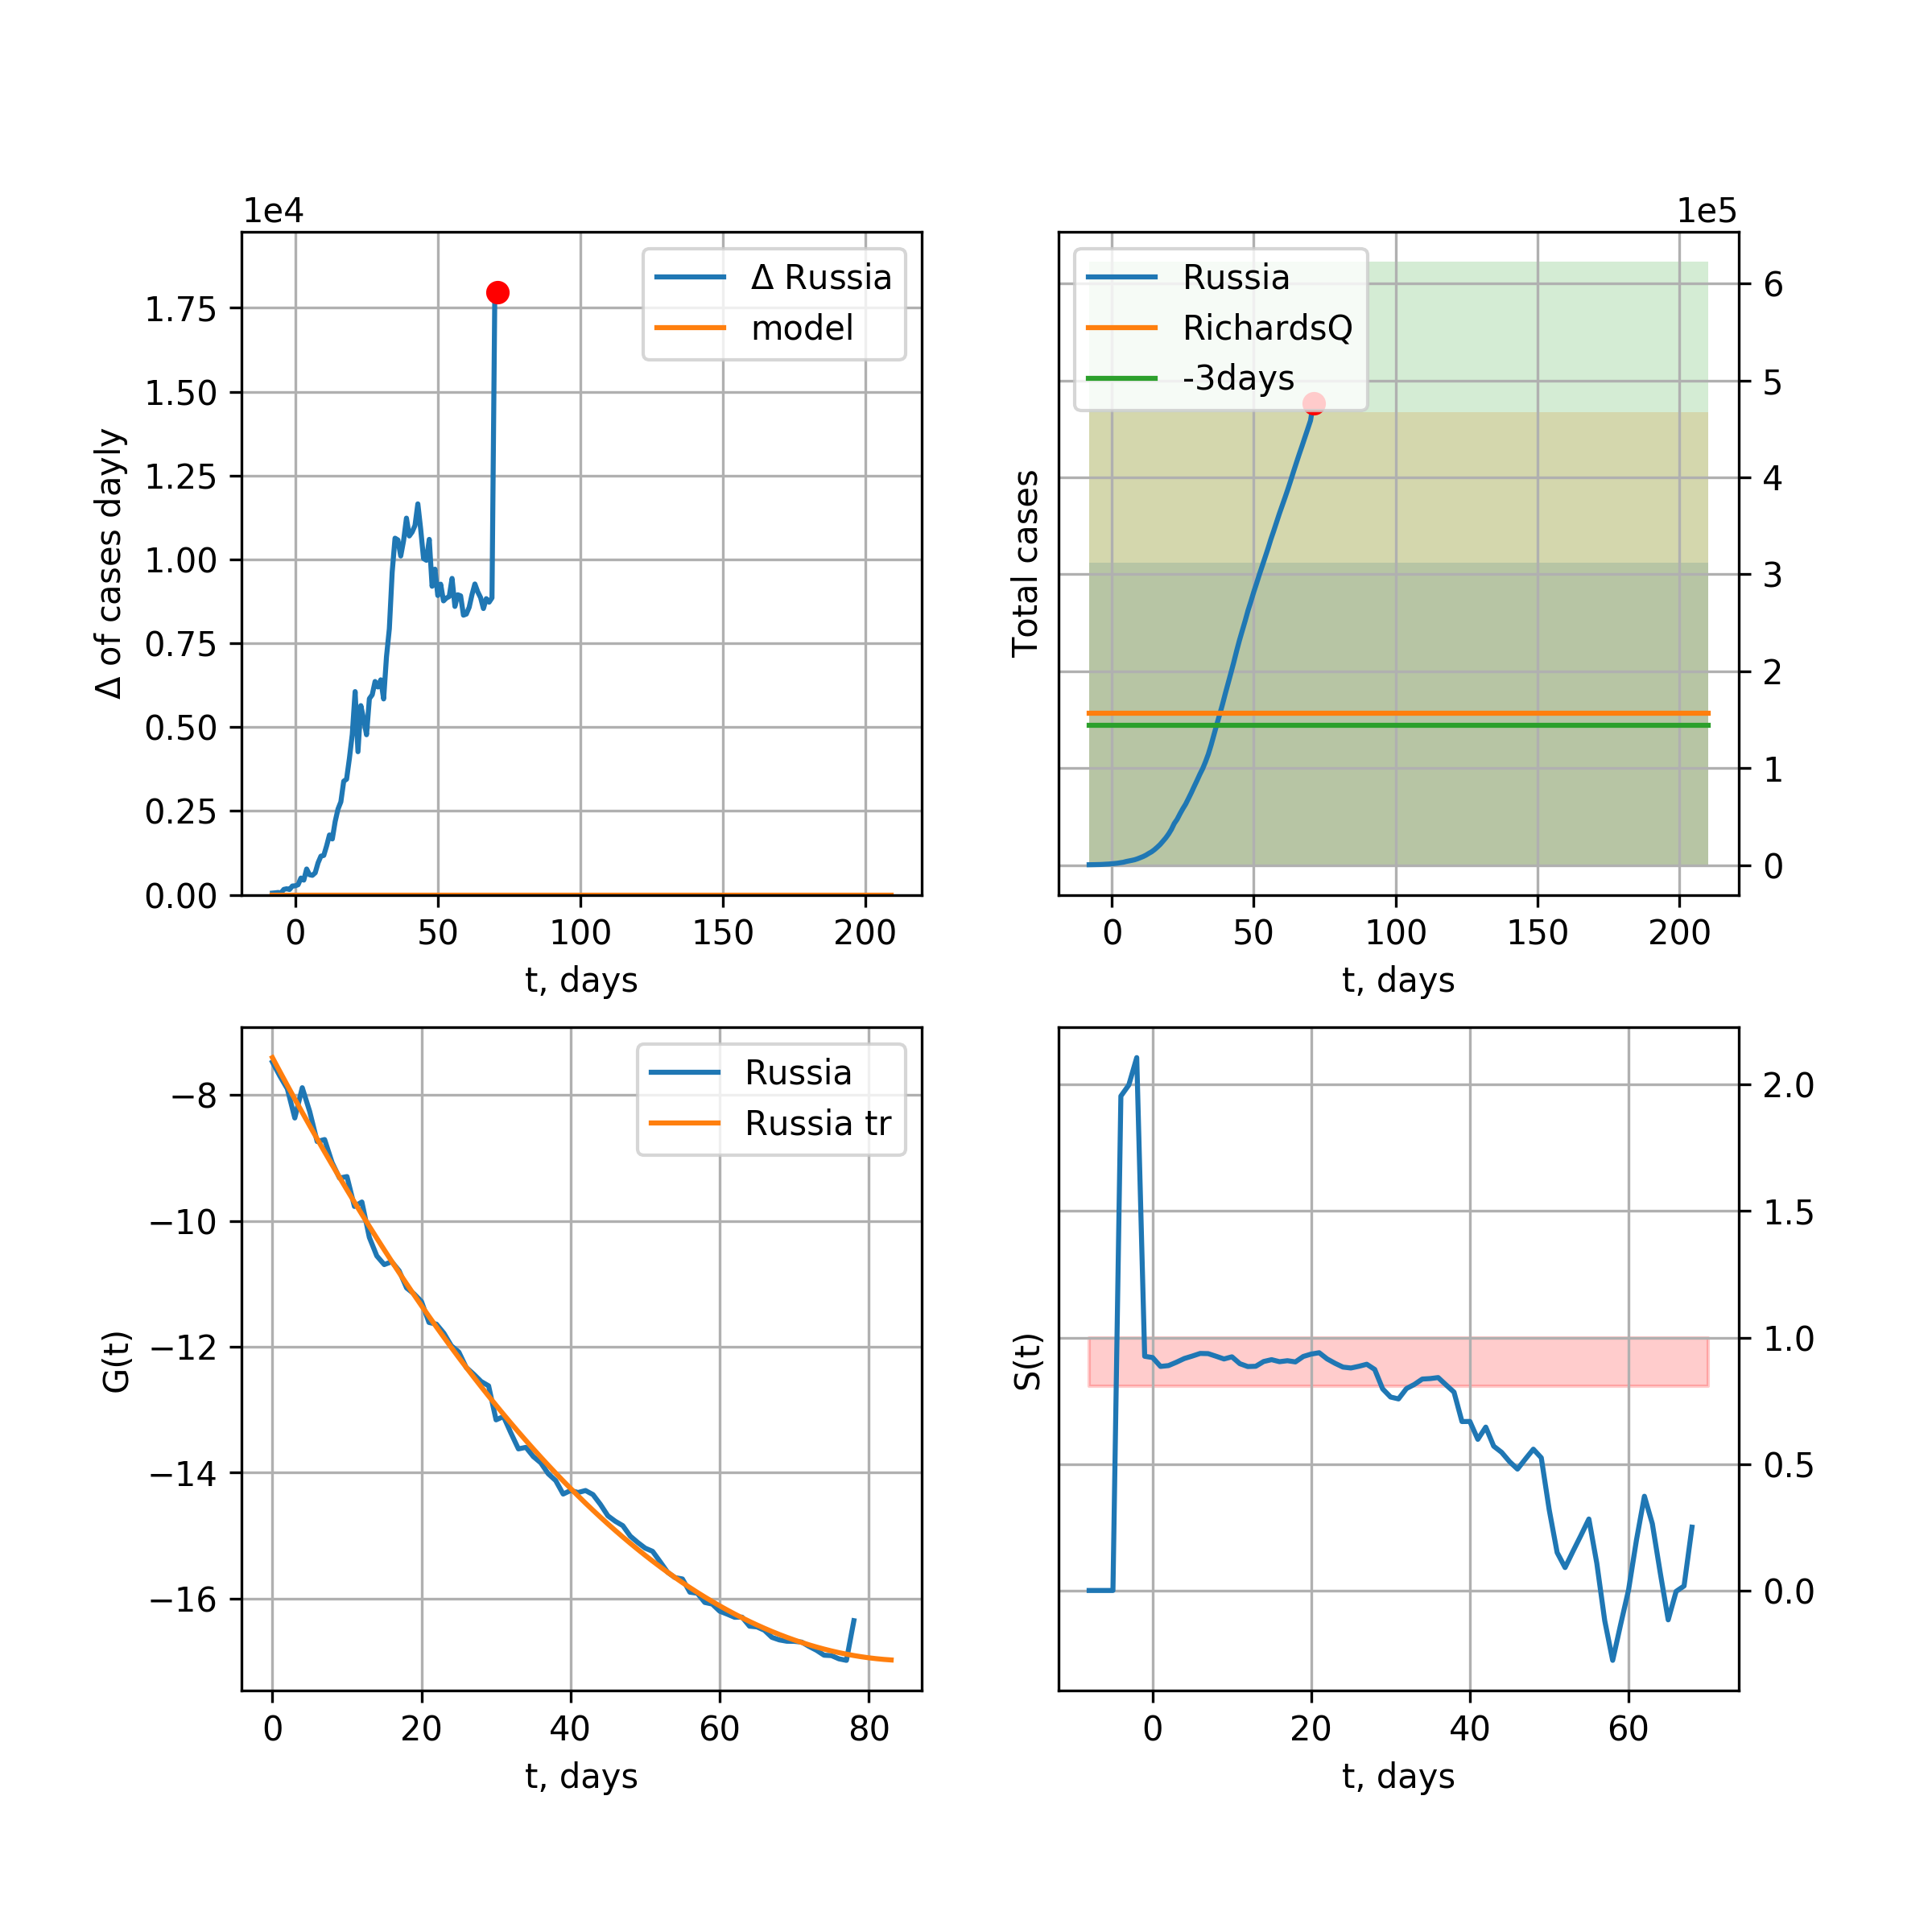 1e4
Δ of cases dayly
1.75
1.50
1.25
1.00
0.75
0.50
0.25
0.00
Δ Russia
model
0 50 100 150 200
t, days
1e5
Total cases
Russia
RichardsQ
-3days
6
5
4
3
2
1
0
0 50 100 150 200
t, days
G(t)
−8
−10
−12
−14
−16
Russia
Russia tr
0 20 40 60 80
t, days
S(t)
2.0
1.5
1.0
0.5
0.0
0 20 40 60
t, days